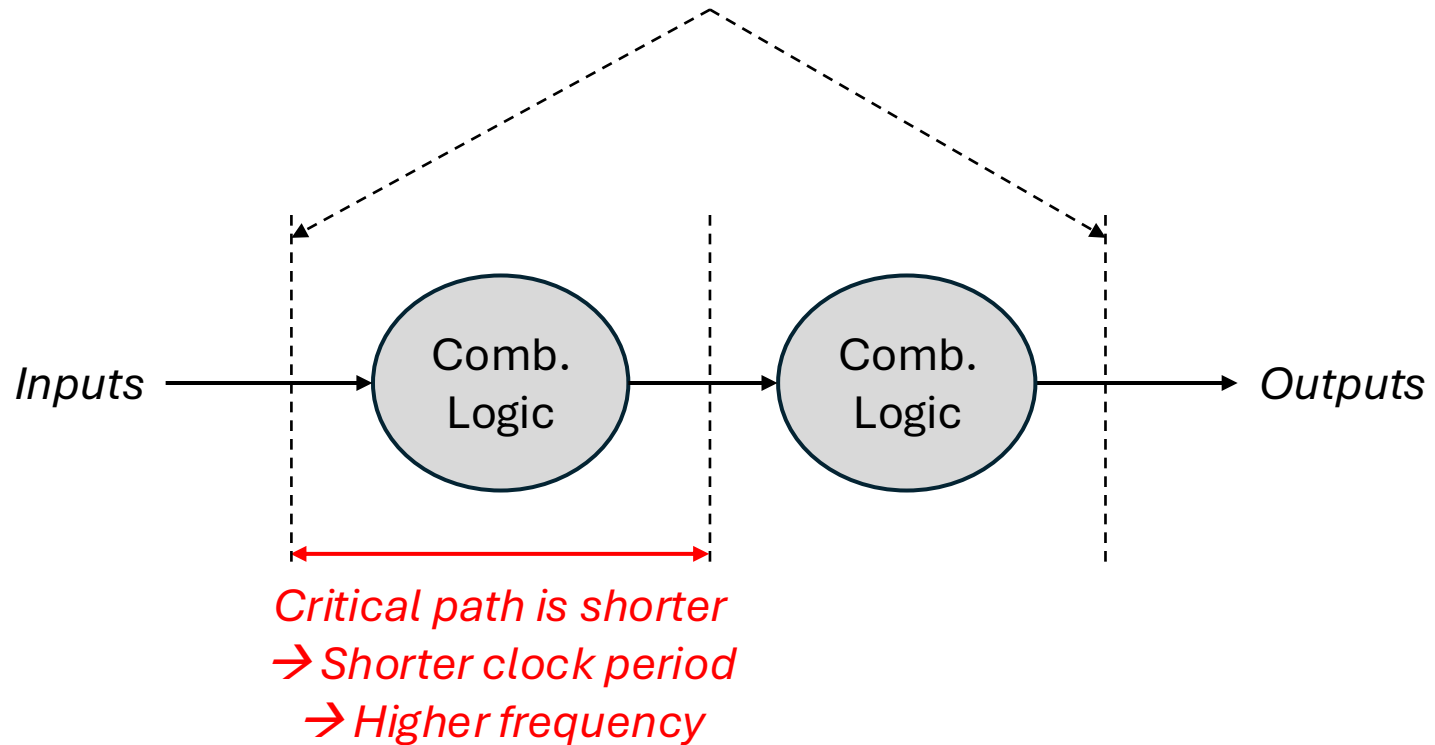 Inputs
Comb.
Logic
Comb.
Logic
Outputs
Critical path is shorter
→ Shorter clock period
→ Higher frequency